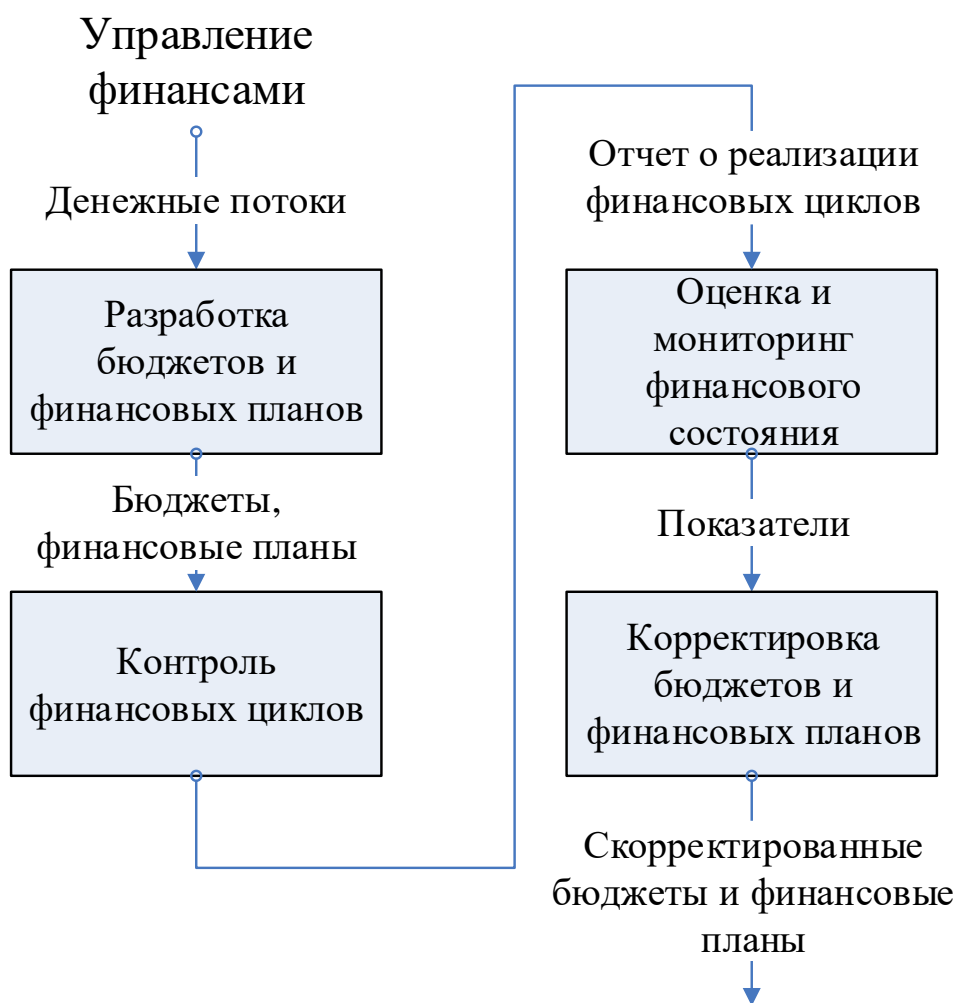 Управление
финансами
Денежные потоки
Разработка
бюджетов и
финансовых планов
Бюджеты,
финансовые планы
Контроль
финансовых циклов
Отчет о реализации
финансовых циклов
Оценка и
мониторинг
финансового
состояния
Показатели
Корректировка
бюджетов и
финансовых планов
Скорректированные
бюджеты и финансовые
планы